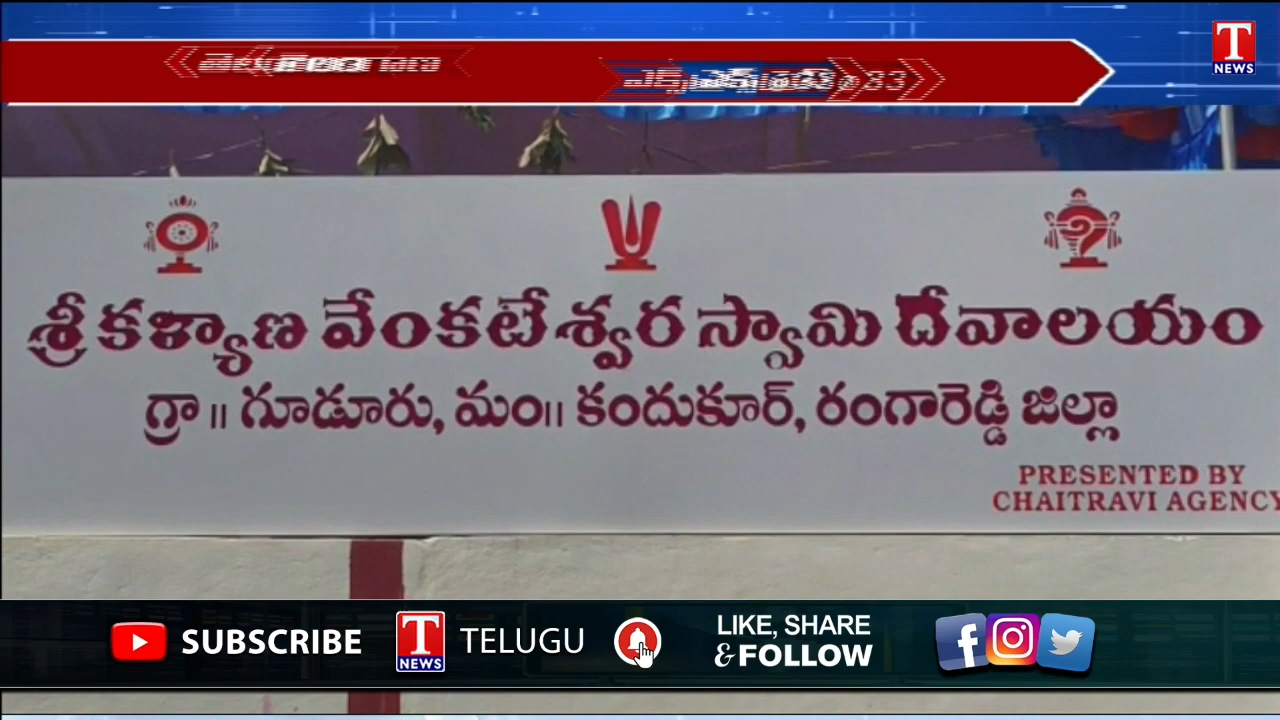 T
NEWS
శ్రీ కళ్యాణ వేంకటేశ్వర స్వామి దేవాలయం
గ్రా॥ గూడూరు, మం॥ కందుకూర్, రంగారెడ్డి జిల్లా
PRESENTED BY
CHAITRAVI AGENCY
SUBSCRIBE
T
NEWS
TELUGU
LIKE, SHARE
& FOLLOW